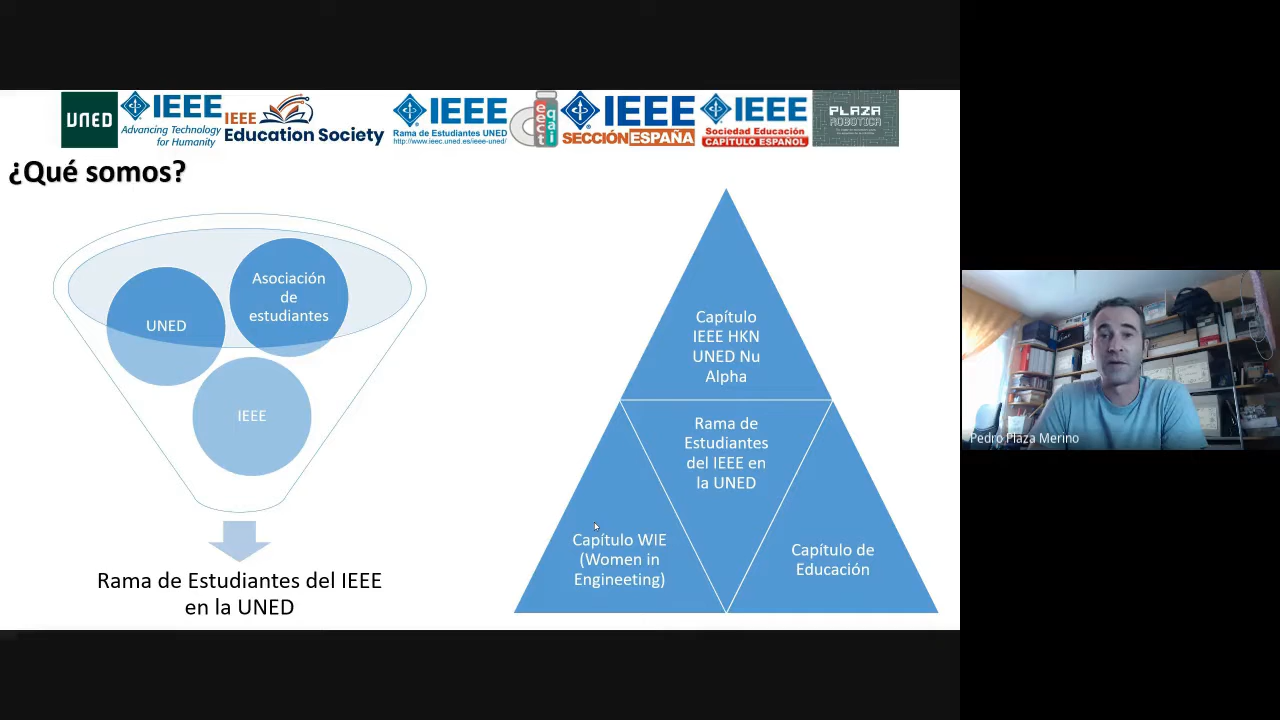 UNED
IEEE
Advancing Technology
for Humanity
IEEE
Education Society
IEEE
Rama de Estudiantes UNED
http://www.ieec.uned.es/ieee-uned/
IEEE
SECCIÓN ESPAÑA
IEEE
Sociedad Educación
CAPÍTULO ESPAÑOL
PLAZA
ROBOTICA
¿Qué somos?
Asociación
de
estudiantes
UNED
IEEE
Rama de Estudiantes del IEEE
en la UNED
Capítulo
IEEE HKN
UNED Nu
Alpha
Rama de
Estudiantes
del IEEE en
la UNED
Capítulo WIE
(Women in
Engineeting)
Capítulo de
Educación
Pedro Plaza Merino